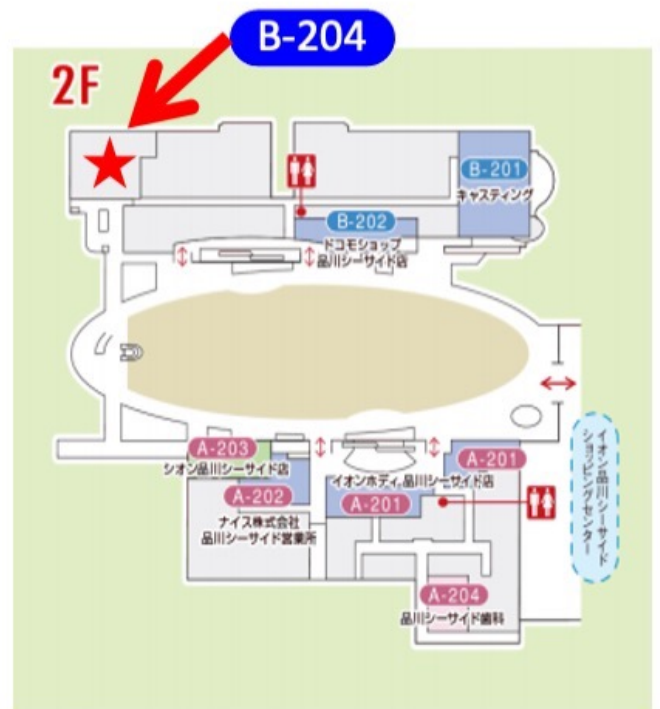 B-204
2F
B-201
キャスティング
B-202
ドコモショップ
品川シーサイド店
A-203
シオン品川シーサイド店
A-202
ナイス株式会社
品川シーサイド営業所
A-201
イオンボディ 品川シーサイド店
A-201
イオン品川シーサイド
ショッピングセンター
A-204
品川シーサイド歯科